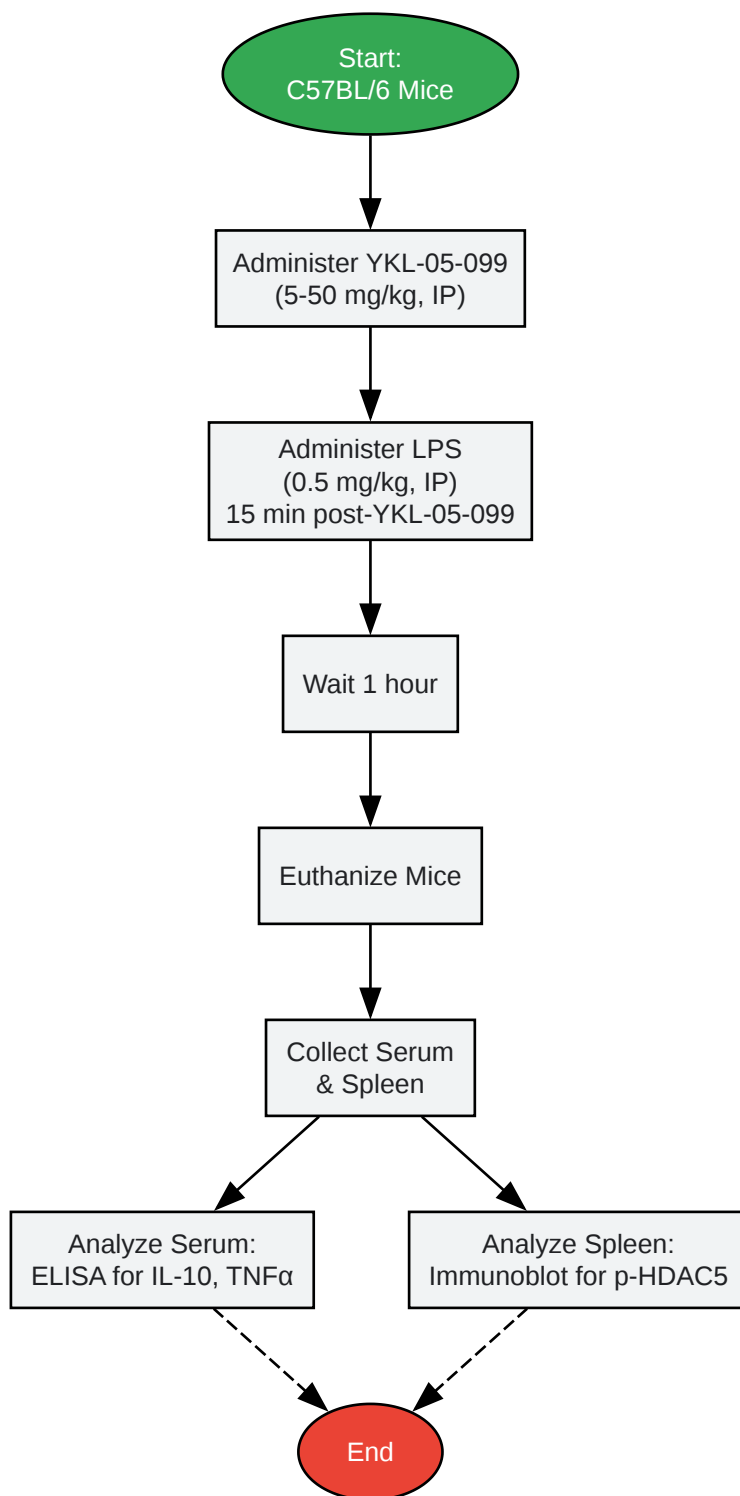 Start:
C57BL/6 Mice
Administer YKL-05-099
(5-50 mg/kg, IP)
Administer LPS
(0.5 mg/kg, IP)
15 min post-YKL-05-099
Wait 1 hour
Euthanize Mice
Collect Serum
& Spleen
Analyze Serum:
ELISA for IL-10, TNFα
Analyze Spleen:
Immunoblot for p-HDAC5
End